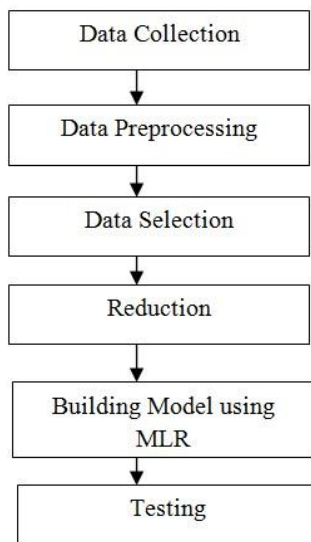 Data Collection
Data Preprocessing
Data Selection
Reduction
Building Model using
MLR
Testing